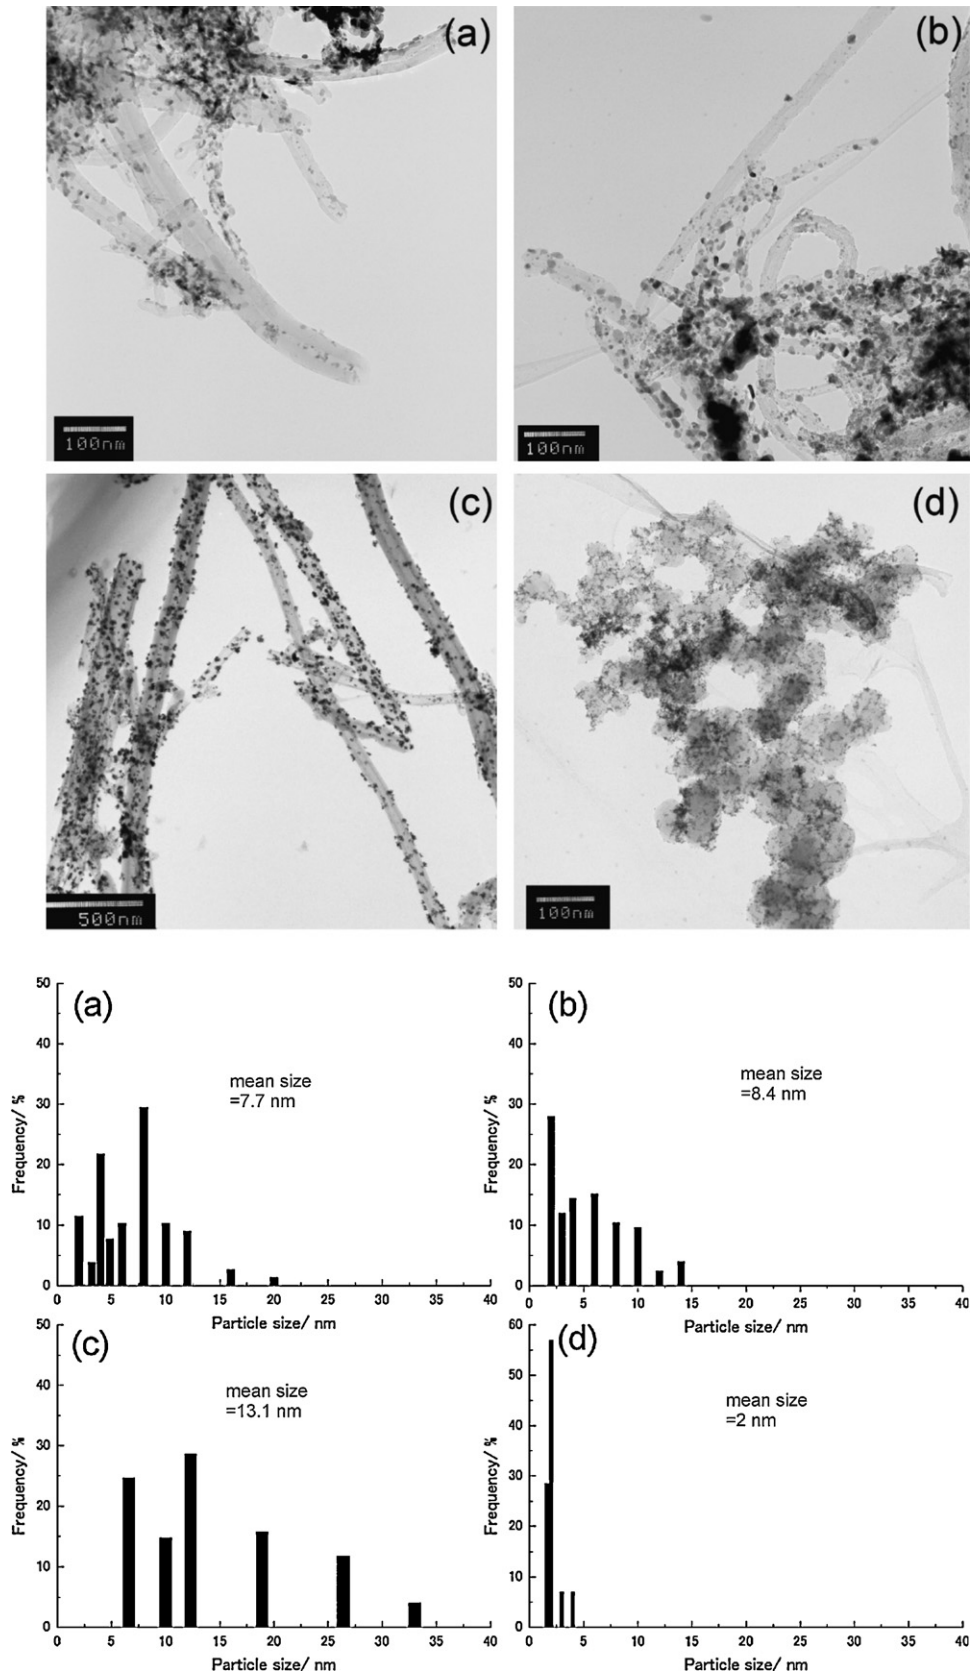 (a)
(b)
100nm
100nm
(c)
(d)
500nm
100nm
50
(a)
mean size
=7.7 nm
40
30
20
10
0
Frequency/ %
0 5 10 15 20 25 30 35 40
Particle size/ nm
50
(b)
mean size
=8.4 nm
40
30
20
10
0
Frequency/ %
0 5 10 15 20 25 30 35 40
Particle size/ nm
50
(c)
mean size
=13.1 nm
40
30
20
10
0
Frequency/ %
0 5 10 15 20 25 30 35 40
Particle size/ nm
60
(d)
50
mean size
=2 nm
40
30
20
10
0
Frequency/ %
0 5 10 15 20 25 30 35 40
Particle size/ nm